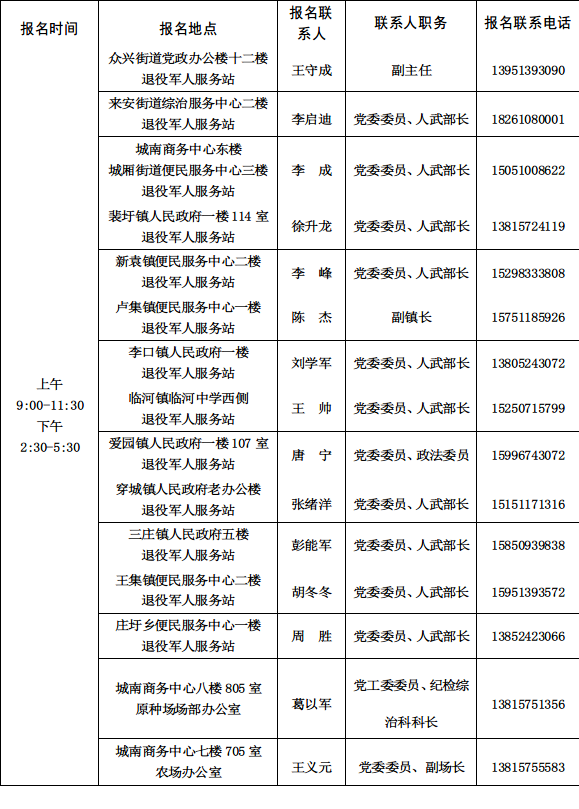 报名时间 报名地点 报名联系人 联系人职务 报名联系电话
上午
9:00-11:30
下午
2:30-5:30
众兴街道党政办公楼十二楼
退役军人服务站 王守成 副主任 13951393090
来安街道综治服务中心二楼
退役军人服务站 李启迪 党委委员、人武部长 18261080001
城南商务中心东楼
城厢街道便民服务中心三楼
退役军人服务站 李 成 党委委员、人武部长 15051008622
裴圩镇人民政府一楼 114 室
退役军人服务站 徐升龙 党委委员、人武部长 13815724119
新袁镇便民服务中心二楼
退役军人服务站 李 峰 党委委员、人武部长 15298333808
卢集镇便民服务中心一楼
退役军人服务站 陈 杰 副镇长 15751185926
李口镇人民政府一楼
退役军人服务站 刘学军 党委委员、人武部长 13805243072
临河镇临河中学西侧
退役军人服务站 王 帅 党委委员、人武部长 15250715799
爱园镇人民政府一楼 107 室
退役军人服务站 唐 宁 党委委员、政法委员 15996743072
穿城镇人民政府老办公楼
退役军人服务站 张绪洋 党委委员、人武部长 15151171316
三庄镇人民政府五楼
退役军人服务站 彭能军 党委委员、人武部长 15850939838
王集镇便民服务中心二楼
退役军人服务站 胡冬冬 党委委员、人武部长 15951393572
庄圩乡便民服务中心一楼
退役军人服务站 周 胜 党委委员、人武部长 13852423066
城南商务中心八楼 805 室
原种场场部办公室 葛以军 党工委委员、纪检综治科科长 13815751356
城南商务中心七楼 705 室
农场办公室 王义元 党委委员、副场长 13815755583